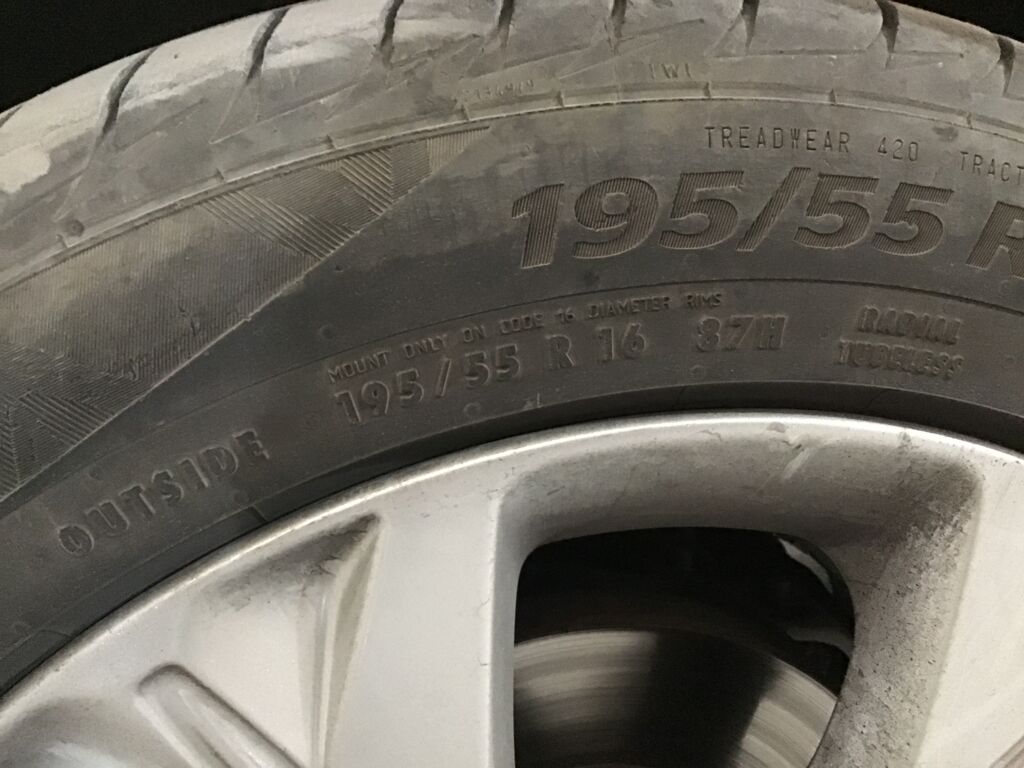 TWI
TREADWEAR 420 TRACT
195/55 R
MOUNT ONLY ON CODE 16 DIAMETER RIMS
195/55 R 16 87H
RADIAL
TUBELESS
OUTSIDE